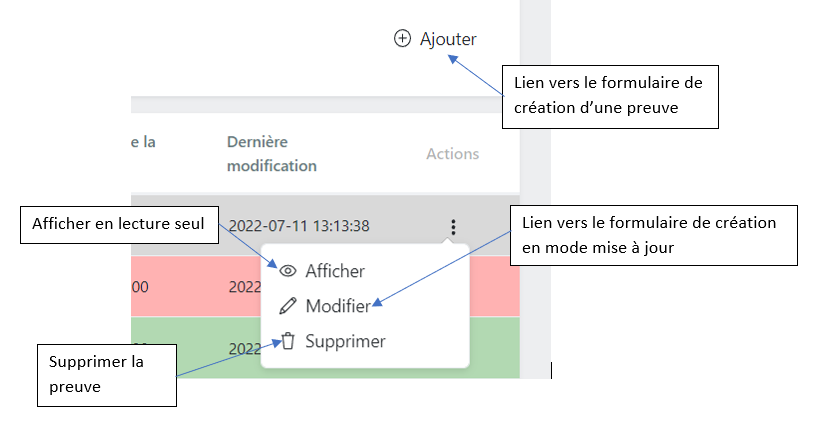 Ajouter
Lien vers le formulaire de
création d’une preuve
e la
Dernière
modification
Actions
Afficher en lecture seul
2022-07-11 13:13:38
Lien vers le formulaire de création
en mode mise à jour
Afficher
00
2022
Modifier
Supprimer
2022
Supprimer la
preuve